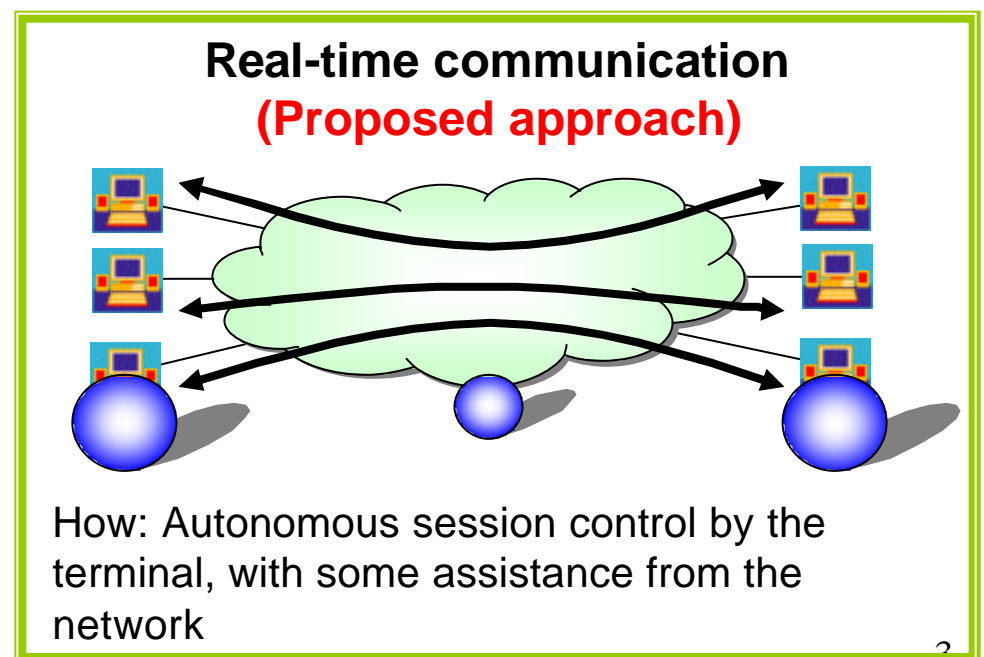 Real-time communication
(Proposed approach)
How: Autonomous session control by the
terminal, with some assistance from the
network